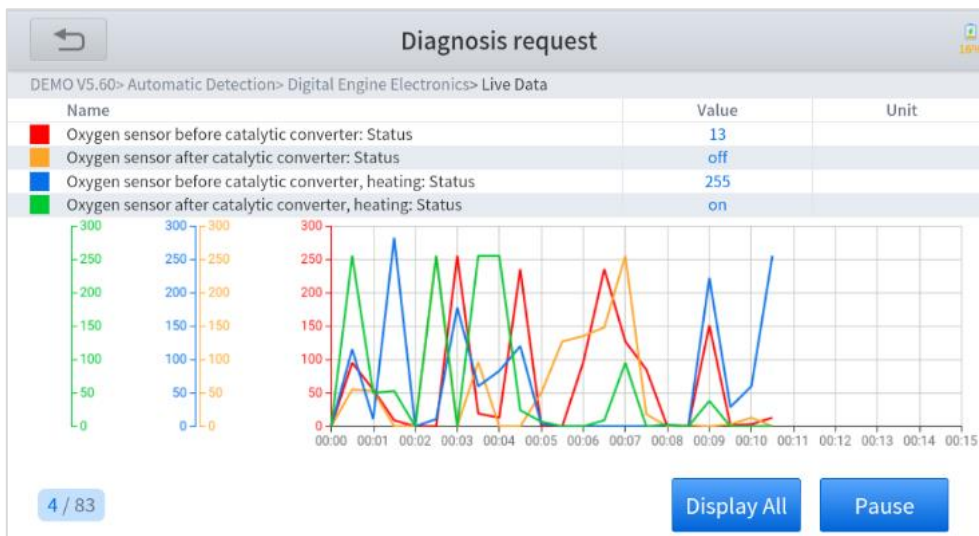 Diagnosis request
16%
DEMO V5.60> Automatic Detection> Digital Engine Electronics> Live Data
Name Value Unit
Oxygen sensor before catalytic converter: Status 13
Oxygen sensor after catalytic converter: Status off
Oxygen sensor before catalytic converter, heating: Status 255
Oxygen sensor after catalytic converter, heating: Status on
300 300 300 300
250 250 250 250
200 200 200 200
150 150 150 150
100 100 100 100
50 50 50 50
0 0 0 0
00:00 00:01 00:02 00:03 00:04 00:05 00:06 00:07 00:08 00:09 00:10 00:11 00:12 00:13 00:14 00:15
4 / 83
Display All
Pause